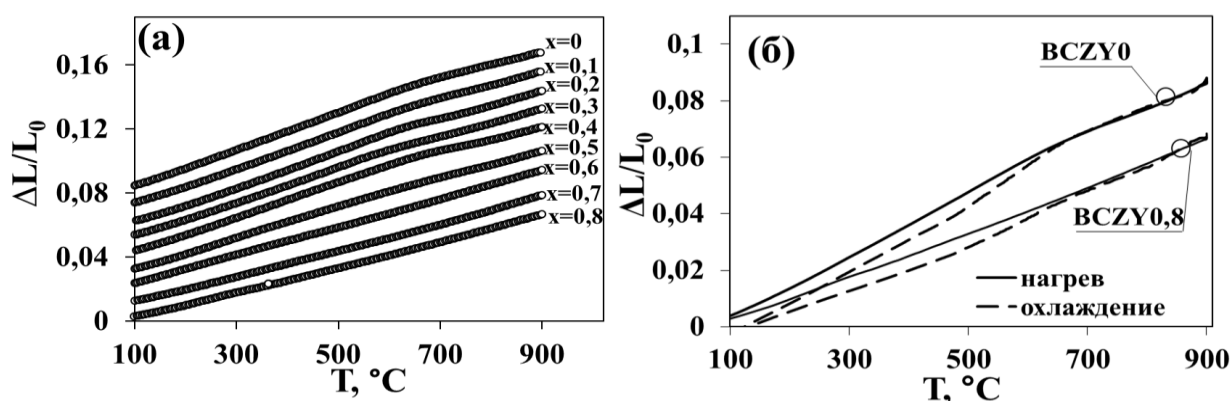 (а)
ΔL/L₀
0,16
0,12
0,08
0,04
0
x=0
x=0,1
x=0,2
x=0,3
x=0,4
x=0,5
x=0,6
x=0,7
x=0,8
100 300 500 700 900
T, °C
(б)
ΔL/L₀
0,1
0,08
0,06
0,04
0,02
0
BCZY0
BCZY0,8
нагрев
охлаждение
100 300 500 700 900
T, °C